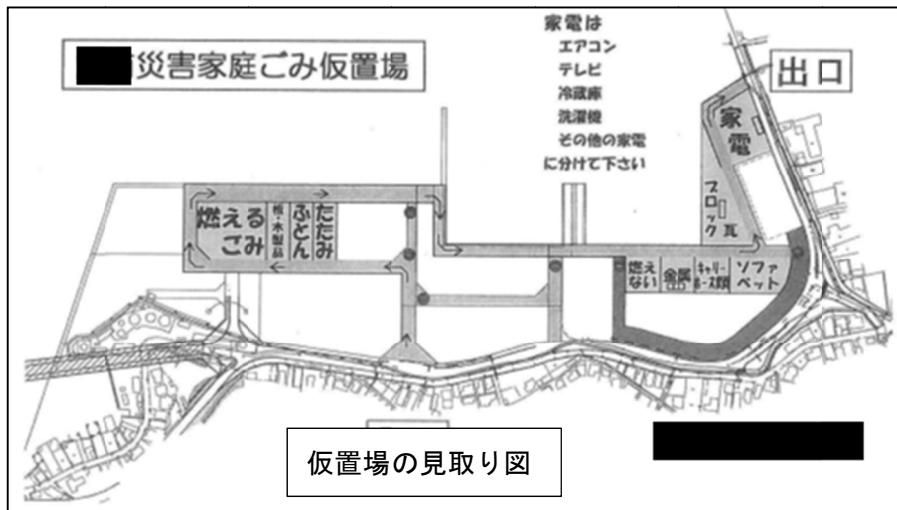 災害家庭ごみ仮置場
家電は
エアコン
テレビ
冷蔵庫
洗濯機
その他の家電
に分けて下さい
出口
家電
ブロック
瓦
燃える
ごみ
板・木製品
ふとん
たたみ
燃え
ない
金属
キャリー
ケース類
ソファ
ベット
仮置場の見取り図